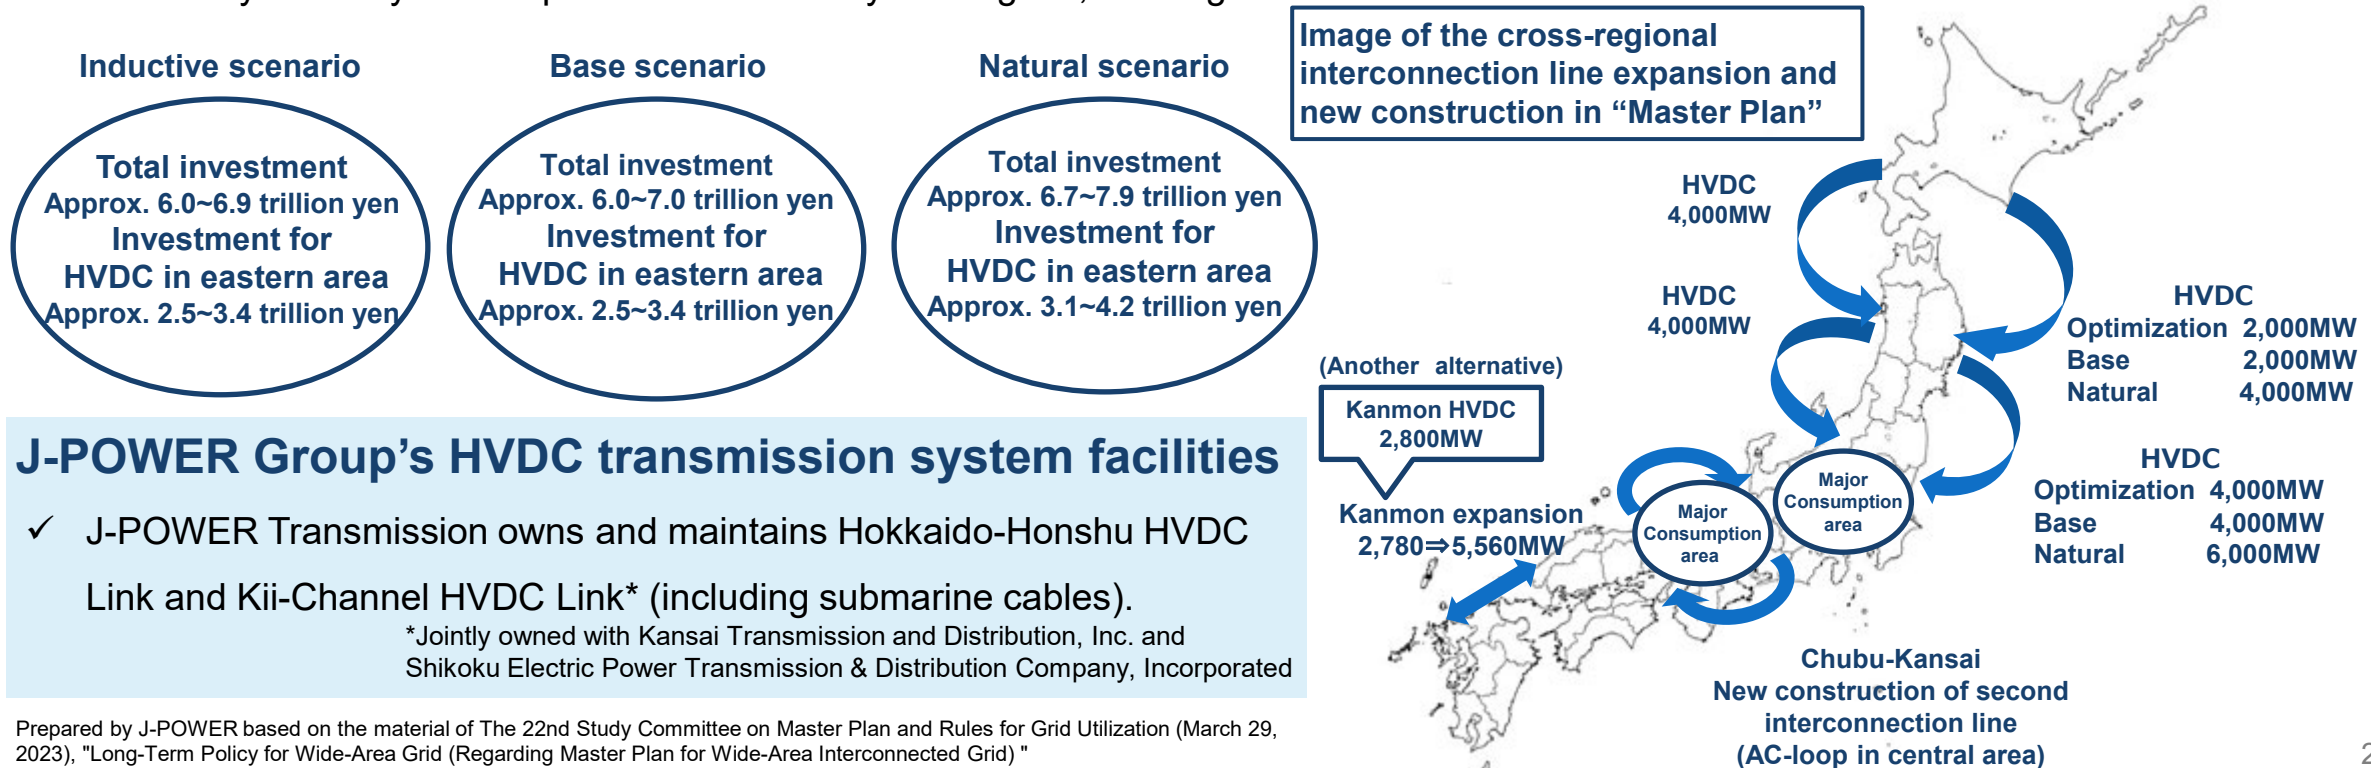 Inductive scenario
Total investment
Approx. 6.0~6.9 trillion yen
Investment for
HVDC in eastern area
Approx. 2.5~3.4 trillion yen
Base scenario
Total investment
Approx. 6.0~7.0 trillion yen
Investment for
HVDC in eastern area
Approx. 2.5~3.4 trillion yen
Natural scenario
Total investment
Approx. 6.7~7.9 trillion yen
Investment for
HVDC in eastern area
Approx. 3.1~4.2 trillion yen
J-POWER Group’s HVDC transmission system facilities
✓ J-POWER Transmission owns and maintains Hokkaido-Honshu HVDC
Link and Kii-Channel HVDC Link* (including submarine cables).
*Jointly owned with Kansai Transmission and Distribution, Inc. and
Shikoku Electric Power Transmission & Distribution Company, Incorporated
Prepared by J-POWER based on the material of The 22nd Study Committee on Master Plan and Rules for Grid Utilization (March 29,
2023), "Long-Term Policy for Wide-Area Grid (Regarding Master Plan for Wide-Area Interconnected Grid) "
Image of the cross-regional
interconnection line expansion and
new construction in “Master Plan”
HVDC
4,000MW
HVDC
4,000MW
HVDC
Optimization 2,000MW
Base 2,000MW
Natural 4,000MW
HVDC
Optimization 4,000MW
Base 4,000MW
Natural 6,000MW
(Another alternative)
Kanmon HVDC
2,800MW
Kanmon expansion
2,780⇒5,560MW
Major
Consumption
area
Major
Consumption
area
Chubu-Kansai
New construction of second
interconnection line
(AC-loop in central area)